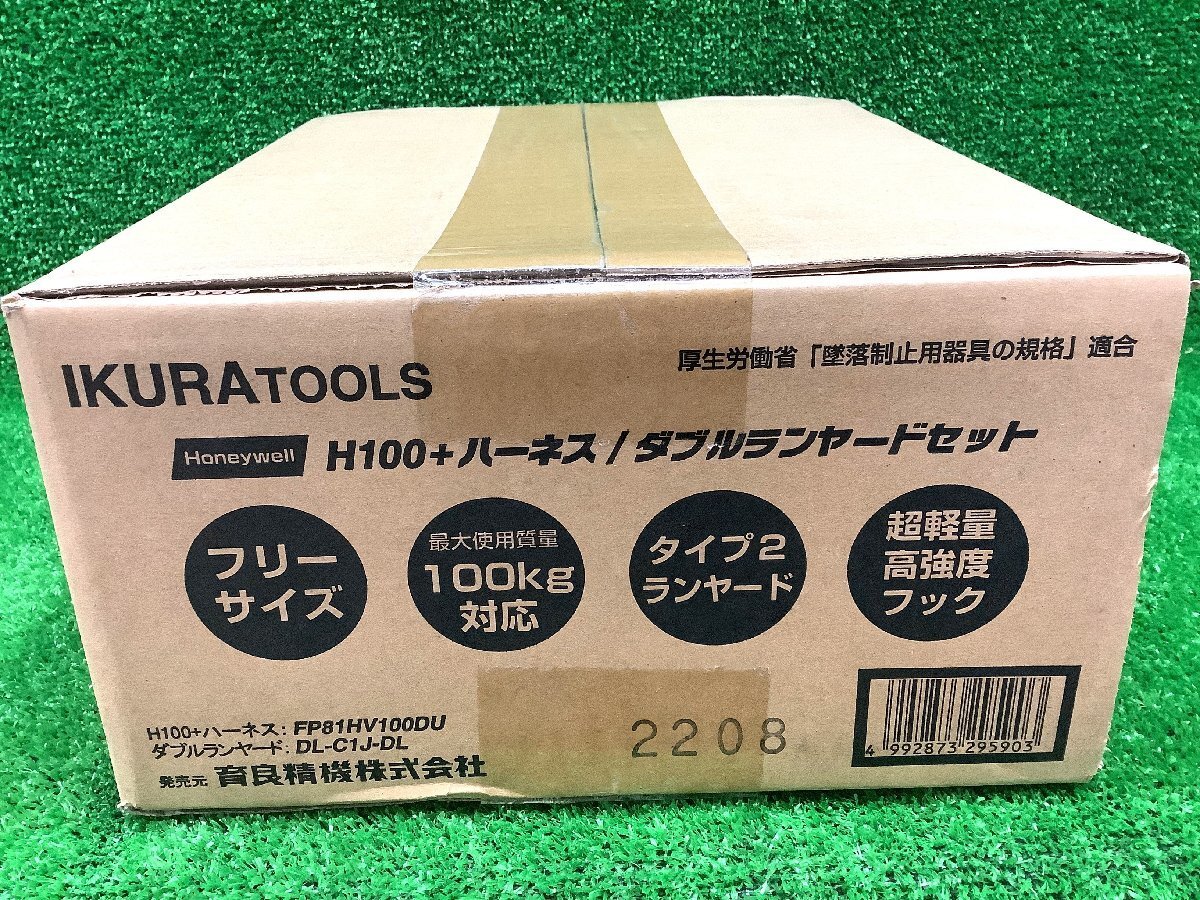 IKURATOOLS
厚生労働省「墜落制止用器具の規格」適合
Honeywell H100+ハーネス/ダブルランヤードセット
フリー
サイズ
最大使用質量
100kg
対応
タイプ2
ランヤード
超軽量
高強度
フック
H100+ハーネス: FP81HV100DU
ダブルランヤード: DL-C1J-DL
発売元 育良精機株式会社
2208
4 992873 295903